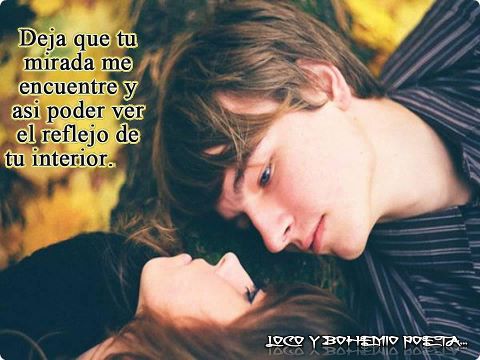 Deja que tu
mirada me
encuentre y
asi poder ver
el reflejo de
tu interior.
LOCO Y BOHEMIO POETA...